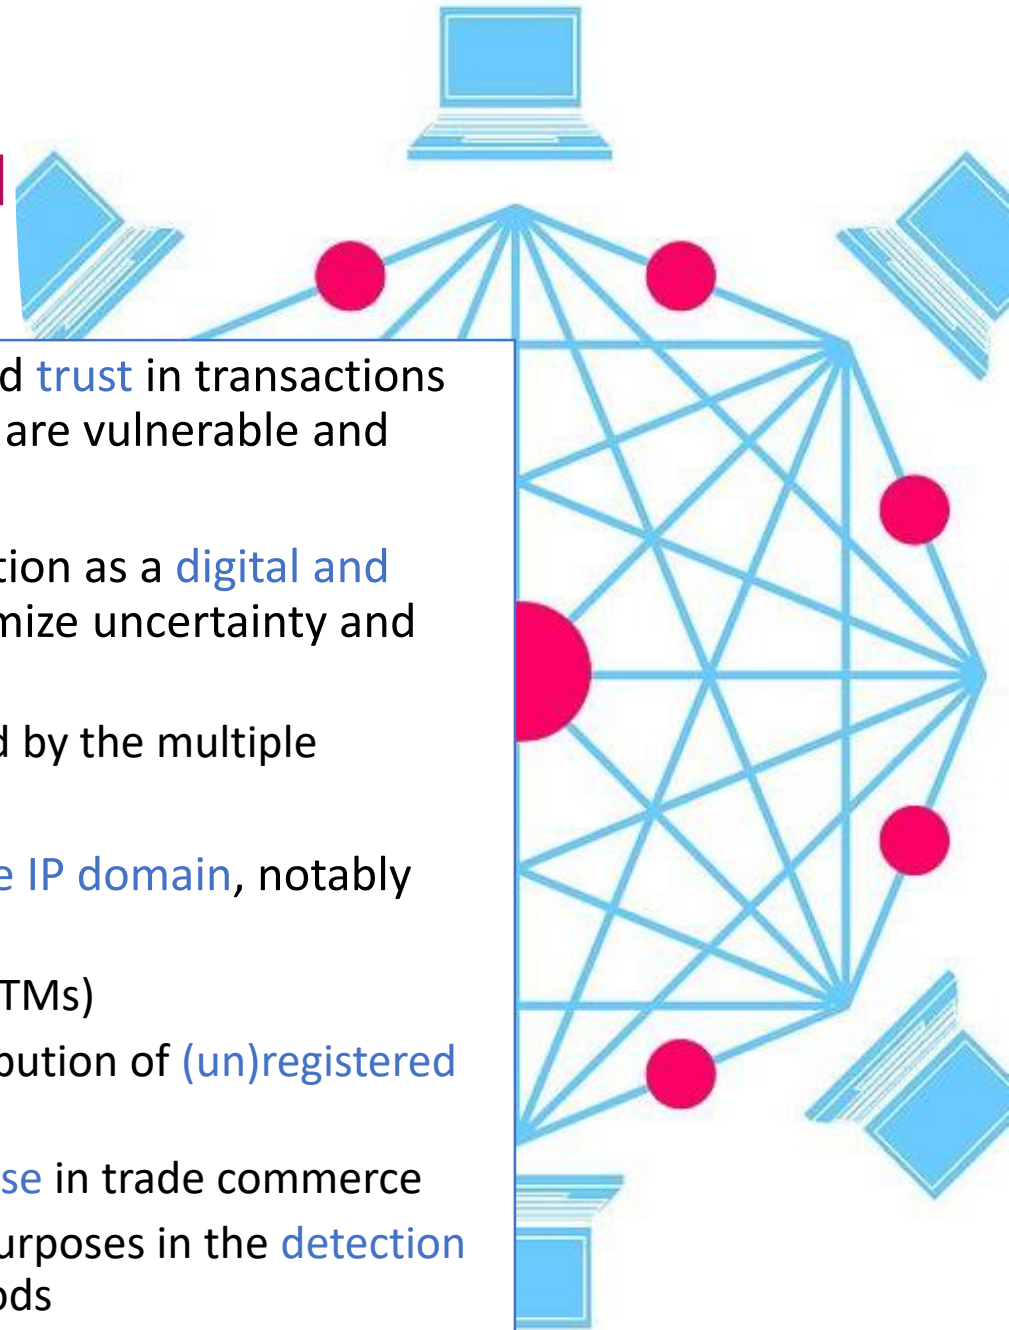 d trust in transactions
are vulnerable and
tion as a digital and
mize uncertainty and
d by the multiple
e IP domain, notably
TMs)
bution of (un)registered
se in trade commerce
urposes in the detection
ods